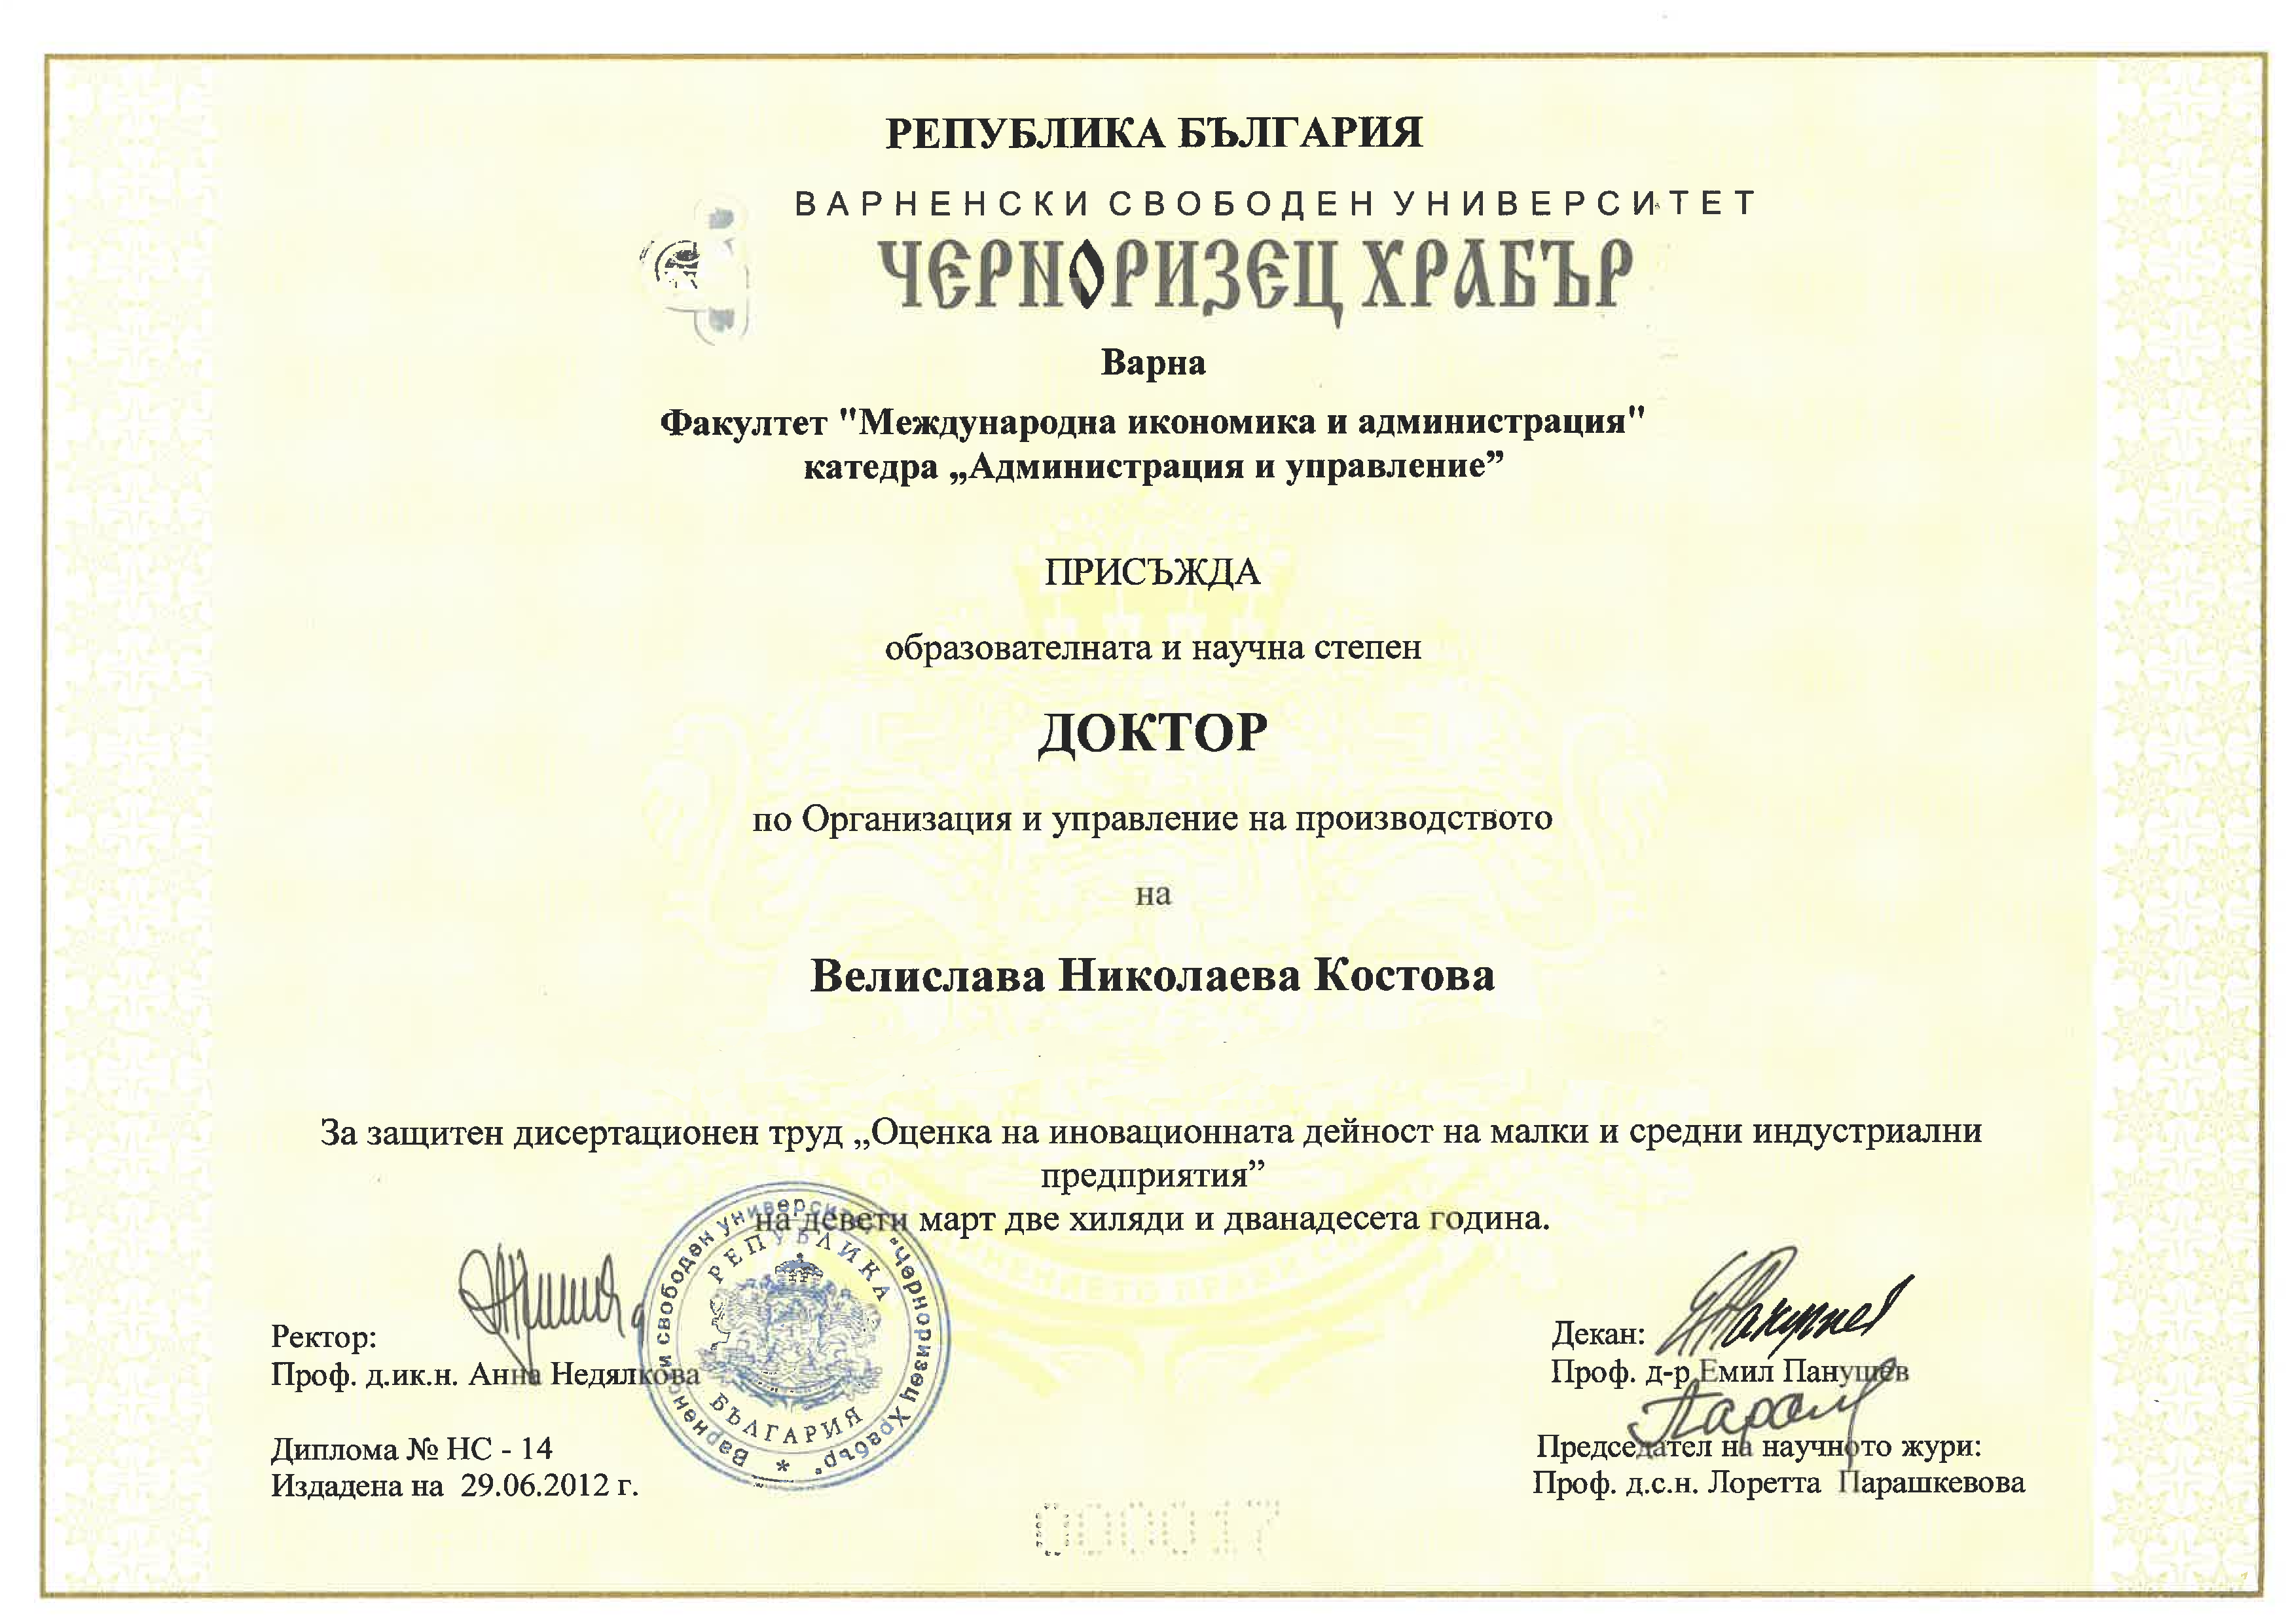 РЕПУБЛИКА БЪЛГАРИЯ
ВАРНЕНСКИ СВОБОДЕН УНИВЕРСИТЕТ
ЧЕРНОРИЗЕЦ ХРАБЪР
Варна
Факултет "Международна икономика и администрация"
катедра „Администрация и управление”
ПРИСЪЖДА
образователната и научна степен
ДОКТОР
по Организация и управление на производството
на
Велислава Николаева Костова
За защитен дисертационен труд „Оценка на иновационната дейност на малки и средни индустриални
предприятия”
на девети март две хиляди и дванадесета година.
Ректор:
Проф. д.ик.н. Анна Недялкова
Диплома № НС - 14
Издадена на 29.06.2012 г.
Варненски свободен университет "Черноризец Храбър" *
РЕПУБЛИКА
БЪЛГАРИЯ
Декан:
Проф. д-р Емил Панушев
Председател на научното жури:
Проф. д.с.н. Лоретта Парашкевова
000017